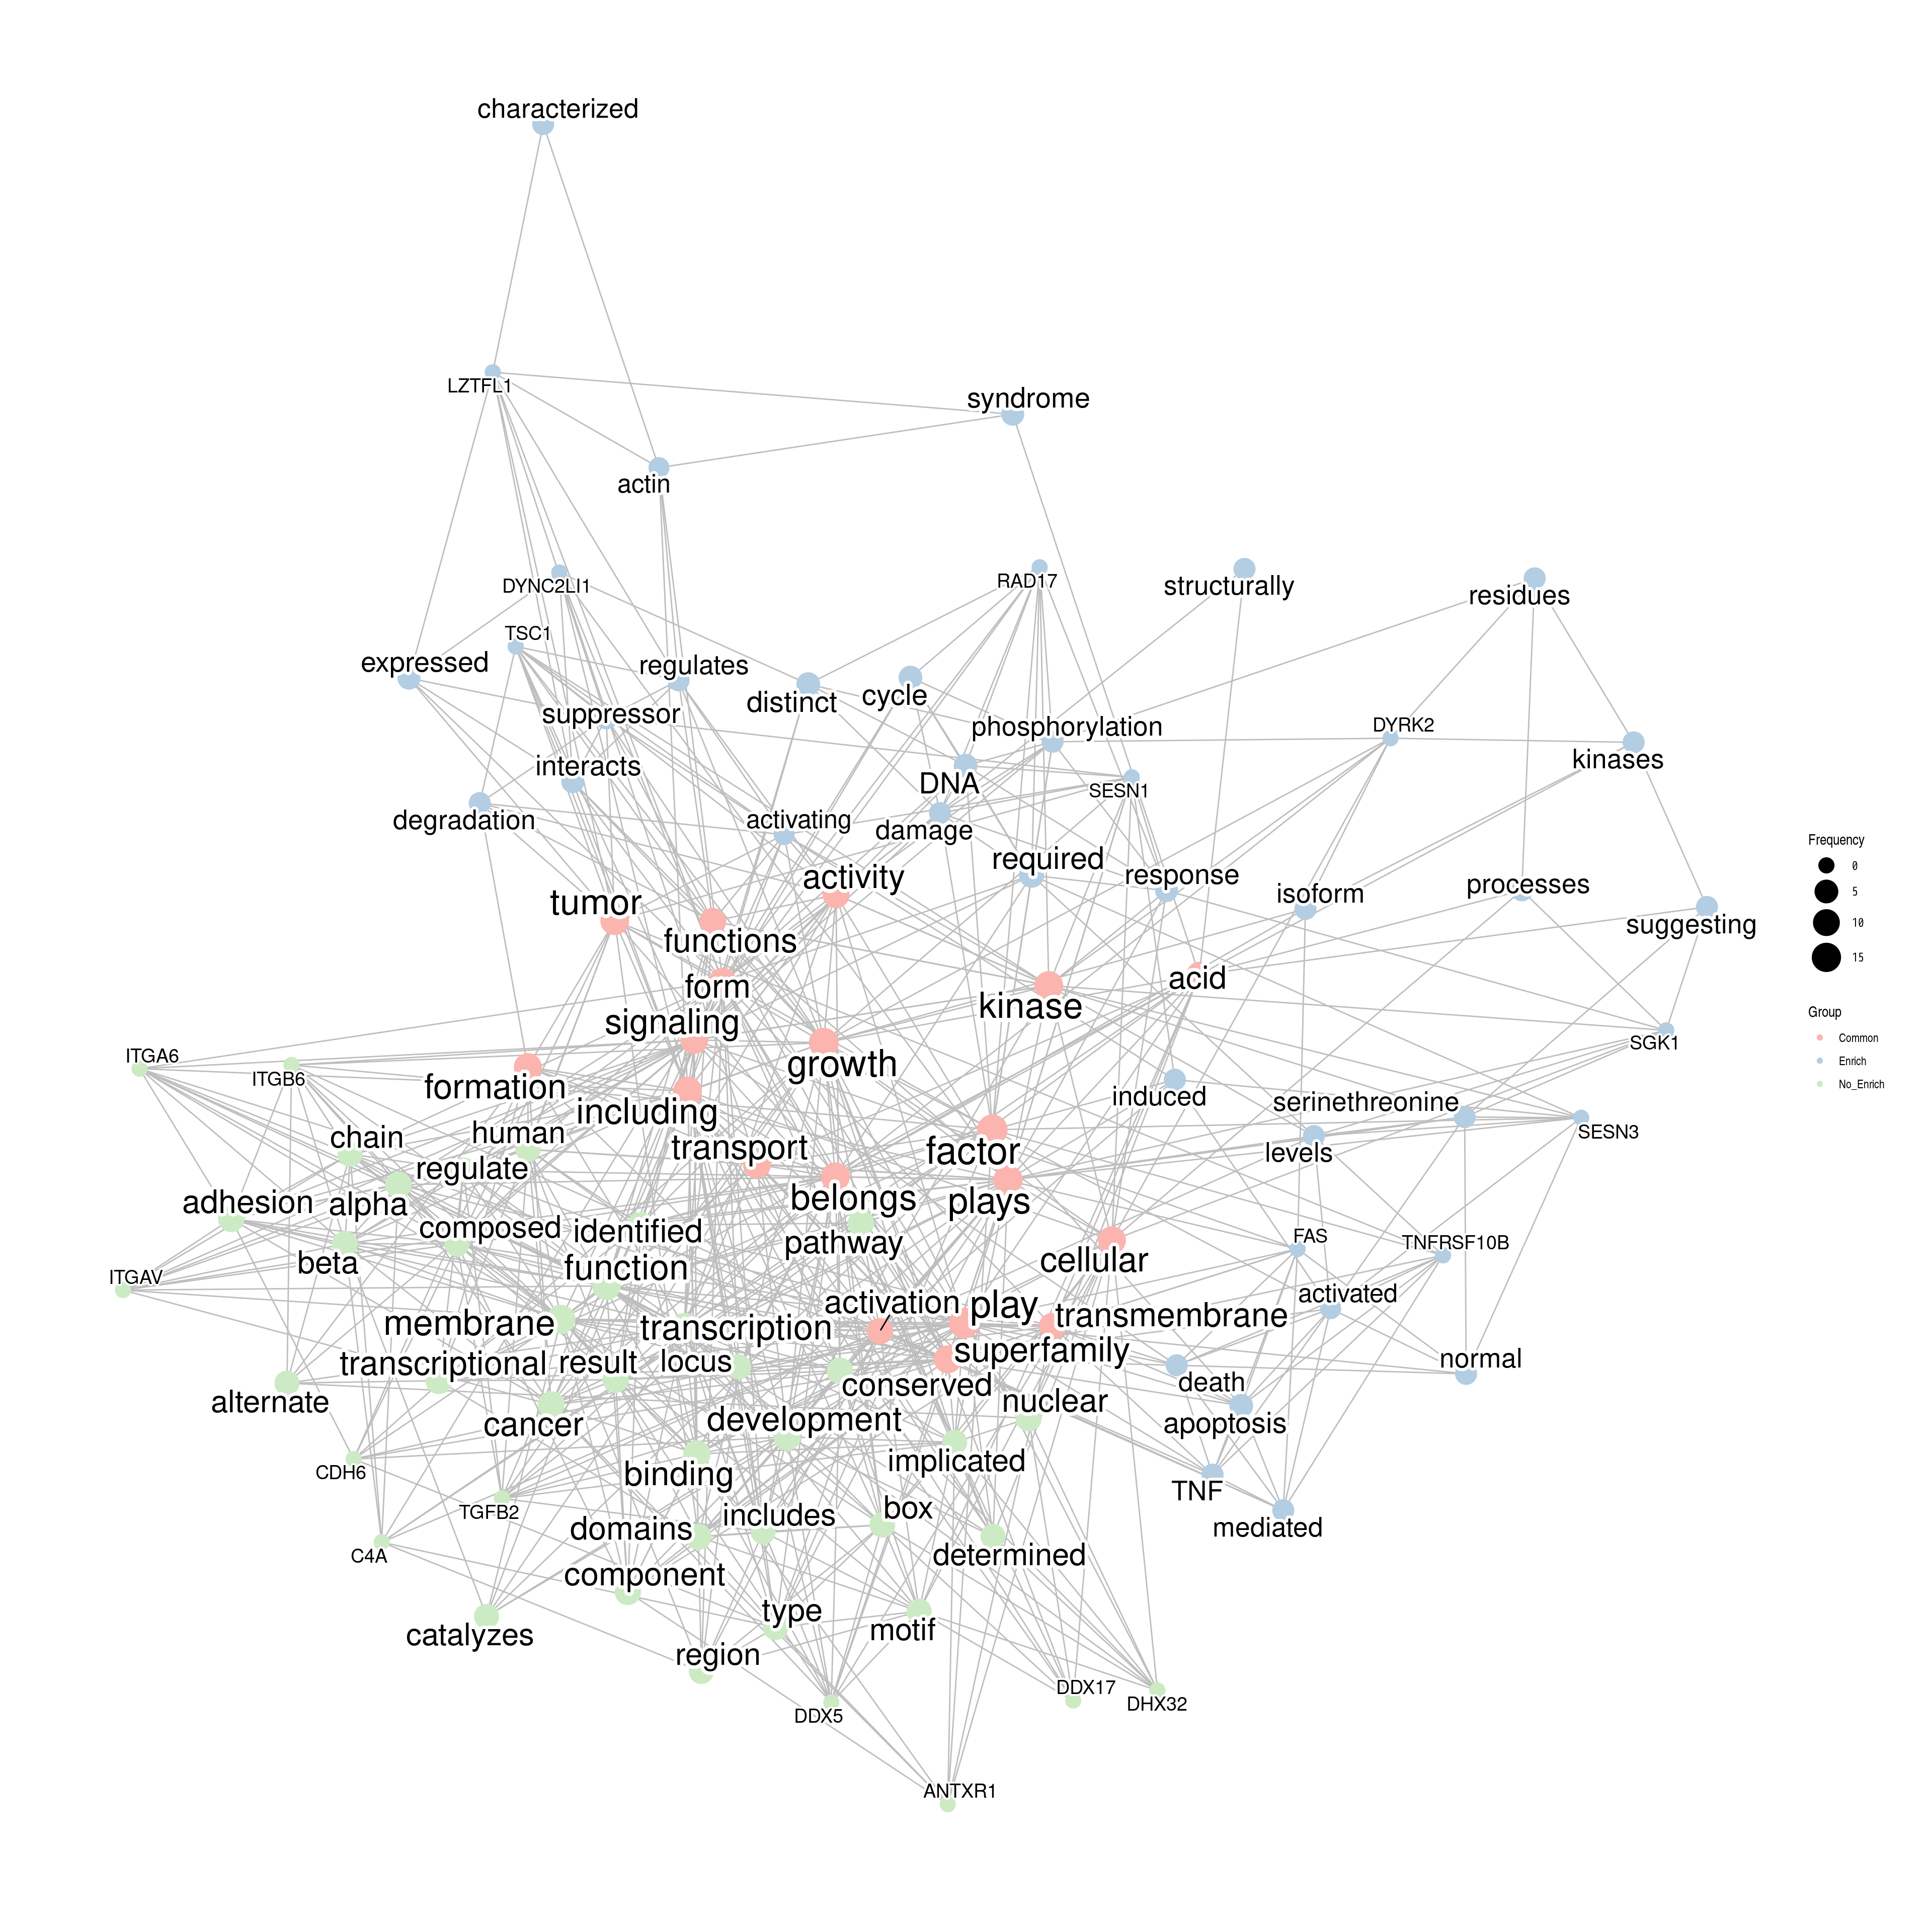 characterized
LZTFL1
syndrome
actin
DYNC2LI1
RAD17
structurally
residues
TSC1
expressed
regulates
distinct
cycle
suppressor
phosphorylation
DYRK2
kinases
interacts
DNA
SESN1
degradation
activating
damage
required
response
activity
tumor
isoform
processes
suggesting
functions
form
acid
kinase
signaling
growth
SGK1
ITGA6
ITGB6
formation
including
induced
serinethreonine
SESN3
chain
human
transport
factor
levels
regulate
adhesion
alpha
belongs
plays
composed
identified
pathway
FAS
TNFRSF10B
beta
function
cellular
ITGAV
activated
activation
play
transmembrane
membrane
transcription
superfamily
normal
transcriptional
result
locus
conserved
death
alternate
nuclear
cancer
development
apoptosis
implicated
CDH6
binding
TNF
TGFB2
includes
box
mediated
domains
C4A
determined
component
type
motif
catalyzes
region
DDX17
DHX32
DDX5
ANTXR1
Frequency
0
5
10
15
Group
Common
Enrich
No_Enrich